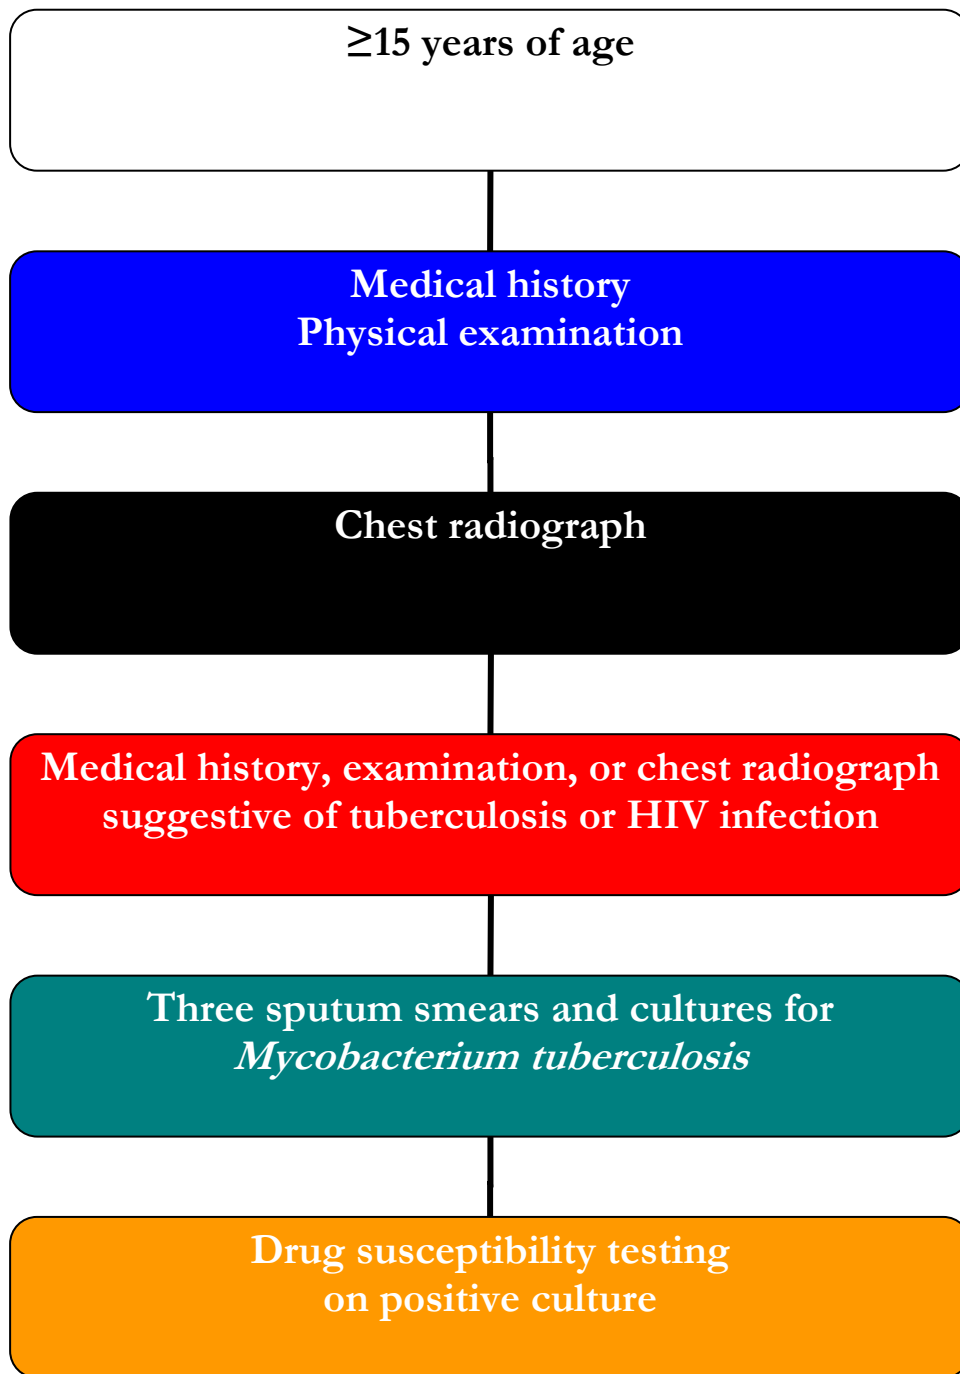 ≥15 years of age
Medical history
Physical examination
Chest radiograph
Medical history, examination, or chest radiograph
suggestive of tuberculosis or HIV infection
Three sputum smears and cultures for
Mycobacterium tuberculosis
Drug susceptibility testing
on positive culture